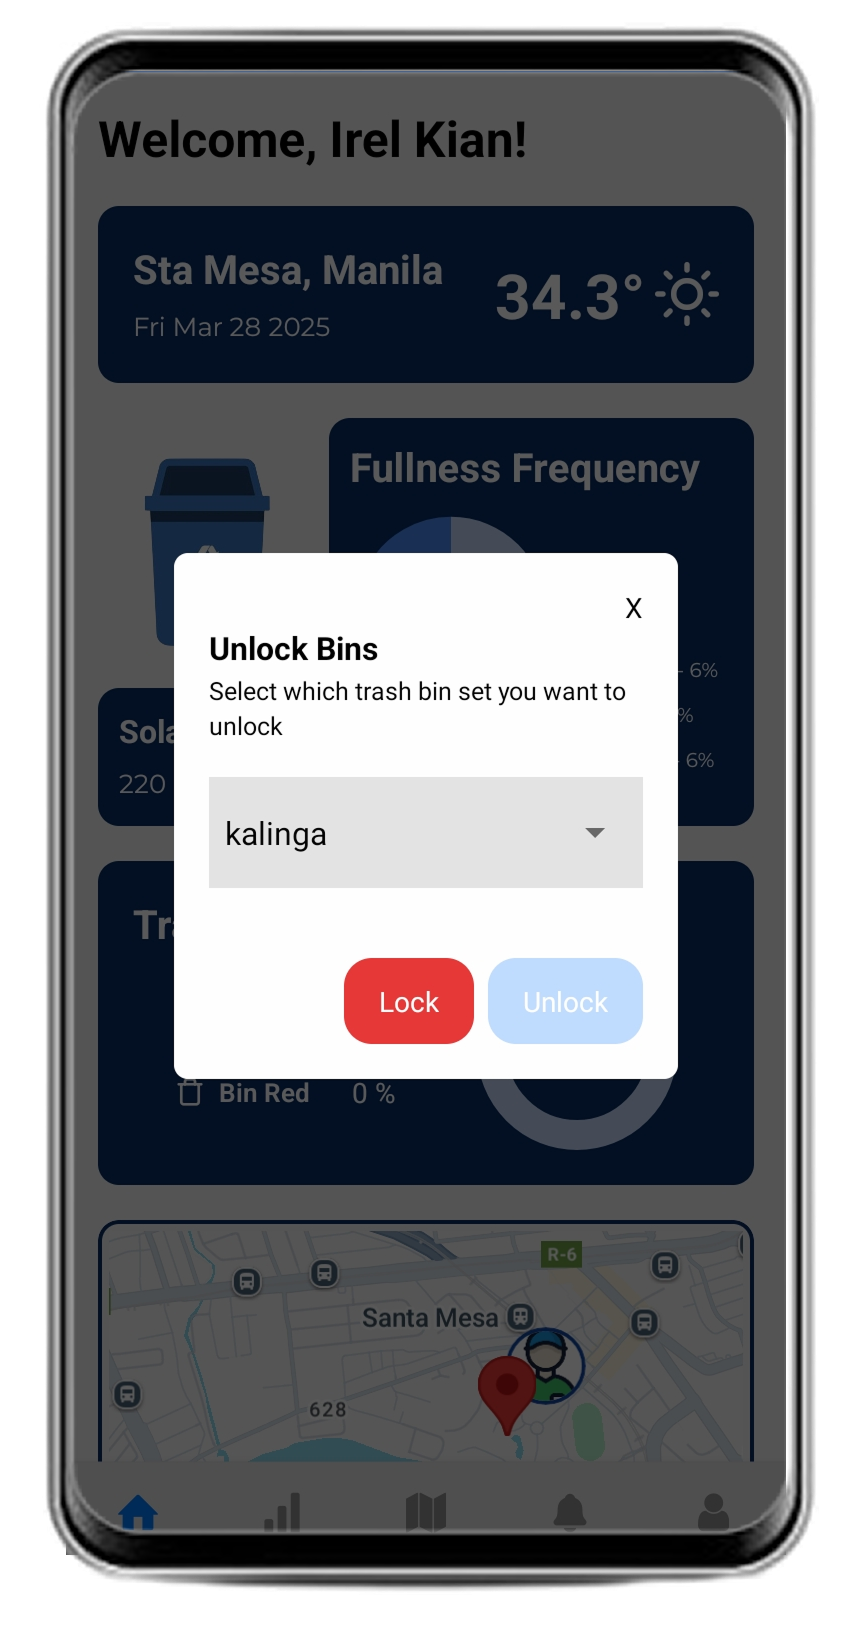 Welcome, Irel Kian!
Sta Mesa, Manila
Fri Mar 28 2025
34.3°
Fullness Frequency
X
Unlock Bins
Select which trash bin set you want to
unlock
- 6%
%
6%
220
kalinga
Lock
Unlock
Bin Red 0 %
R-6
Santa Mesa
628